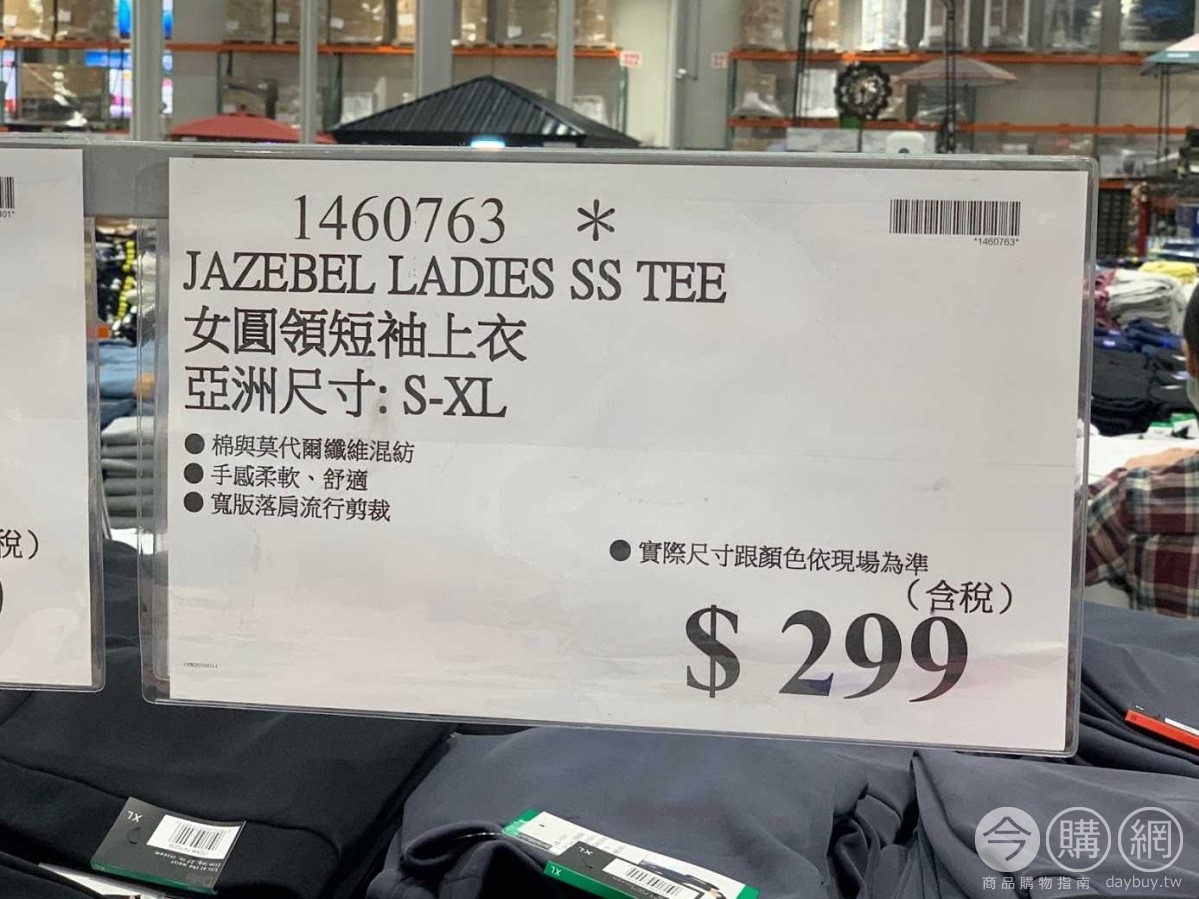 1460763 *
JAZEBEL LADIES SS TEE
女圓領短袖上衣
亞洲尺寸: S-XL
● 棉與莫代爾纖維混紡
● 手感柔軟、舒適
● 寬版落肩流行剪裁
● 實際尺寸跟顏色依現場為準
(含稅)
$ 299
*1460763*
稅)
XL
XL
今購網
商品購物指南 daybuy.tw